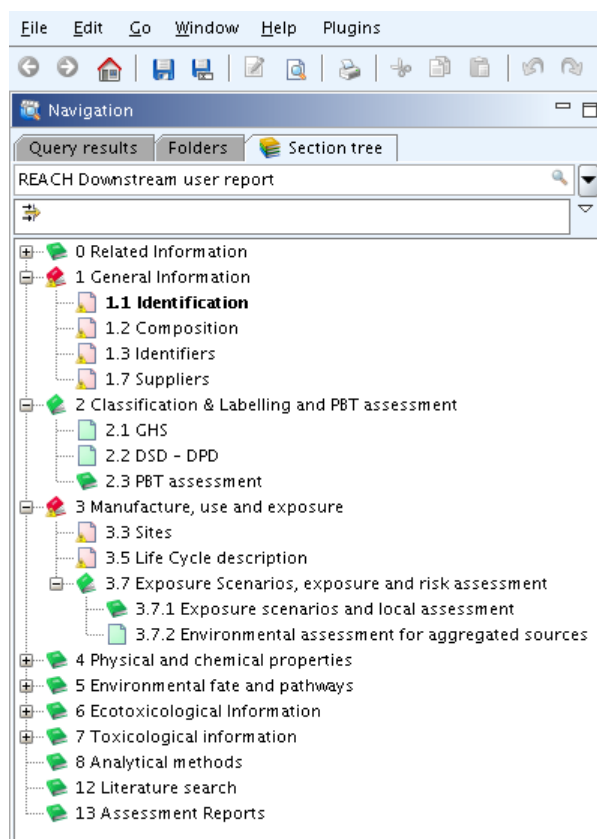 File Edit Go Window Help Plugins
Navigation
Query results Folders Section tree
REACH Downstream user report
0 Related Information
1 General Information
1.1 Identification
1.2 Composition
1.3 Identifiers
1.7 Suppliers
2 Classification & Labelling and PBT assessment
2.1 GHS
2.2 DSD - DPD
2.3 PBT assessment
3 Manufacture, use and exposure
3.3 Sites
3.5 Life Cycle description
3.7 Exposure Scenarios, exposure and risk assessment
3.7.1 Exposure scenarios and local assessment
3.7.2 Environmental assessment for aggregated sources
4 Physical and chemical properties
5 Environmental fate and pathways
6 Ecotoxicological Information
7 Toxicological information
8 Analytical methods
12 Literature search
13 Assessment Reports